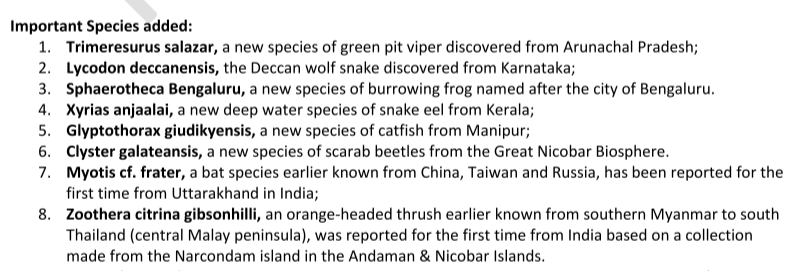 Important Species added:
1. Trimeresurus salazar, a new species of green pit viper discovered from Arunachal Pradesh;
2. Lycodon deccanensis, the Deccan wolf snake discovered from Karnataka;
3. Sphaerotheca Bengaluru, a new species of burrowing frog named after the city of Bengaluru.
4. Xyrias anjaalai, a new deep water species of snake eel from Kerala;
5. Glyptothorax giudikyensis, a new species of catfish from Manipur;
6. Clyster galateansis, a new species of scarab beetles from the Great Nicobar Biosphere.
7. Myotis cf. frater, a bat species earlier known from China, Taiwan and Russia, has been reported for the
first time from Uttarakhand in India;
8. Zoothera citrina gibsonhilli, an orange-headed thrush earlier known from southern Myanmar to south
Thailand (central Malay peninsula), was reported for the first time from India based on a collection
made from the Narcondam island in the Andaman & Nicobar Islands.